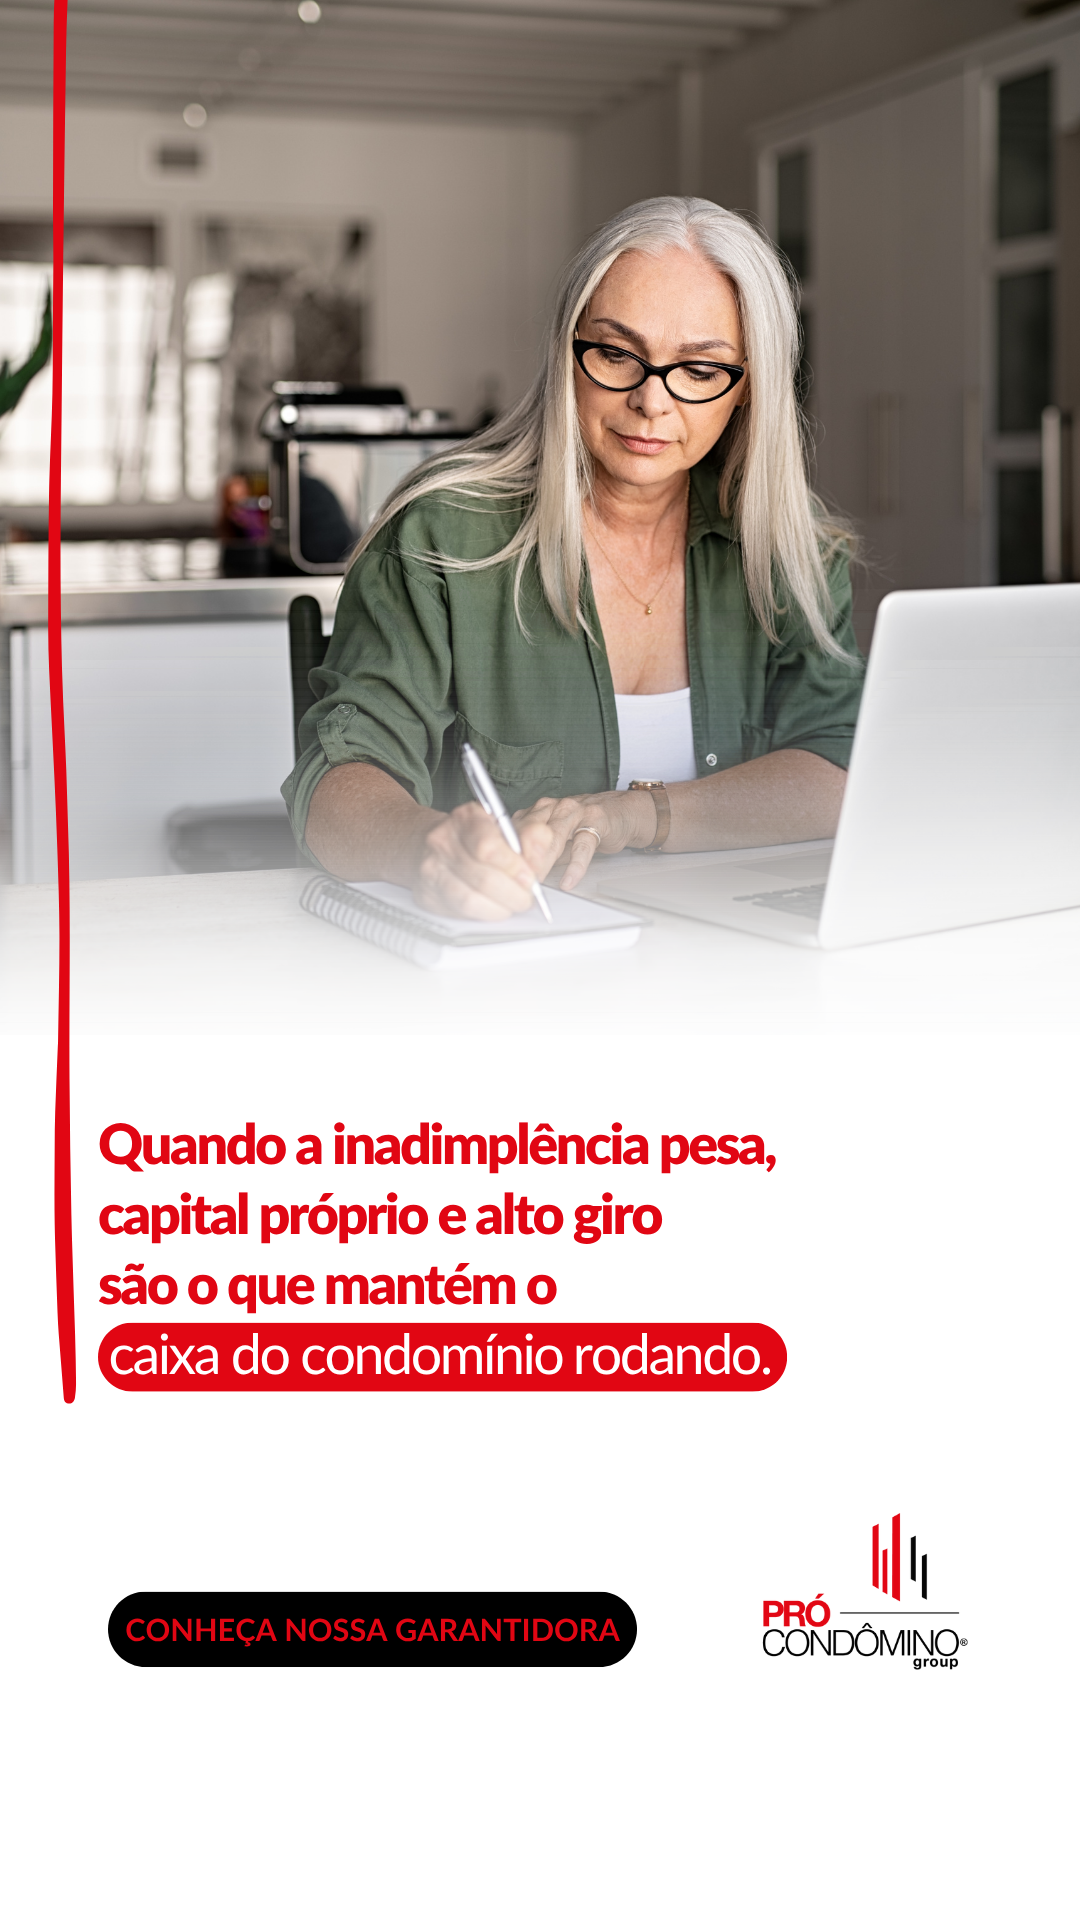 Quando a inadimplência pesa,
capital próprio e alto giro
são o que mantém o
caixa do condomínio rodando.
CONHEÇA NOSSA GARANTIDORA
PRÓ
CONDÔMINO®
group